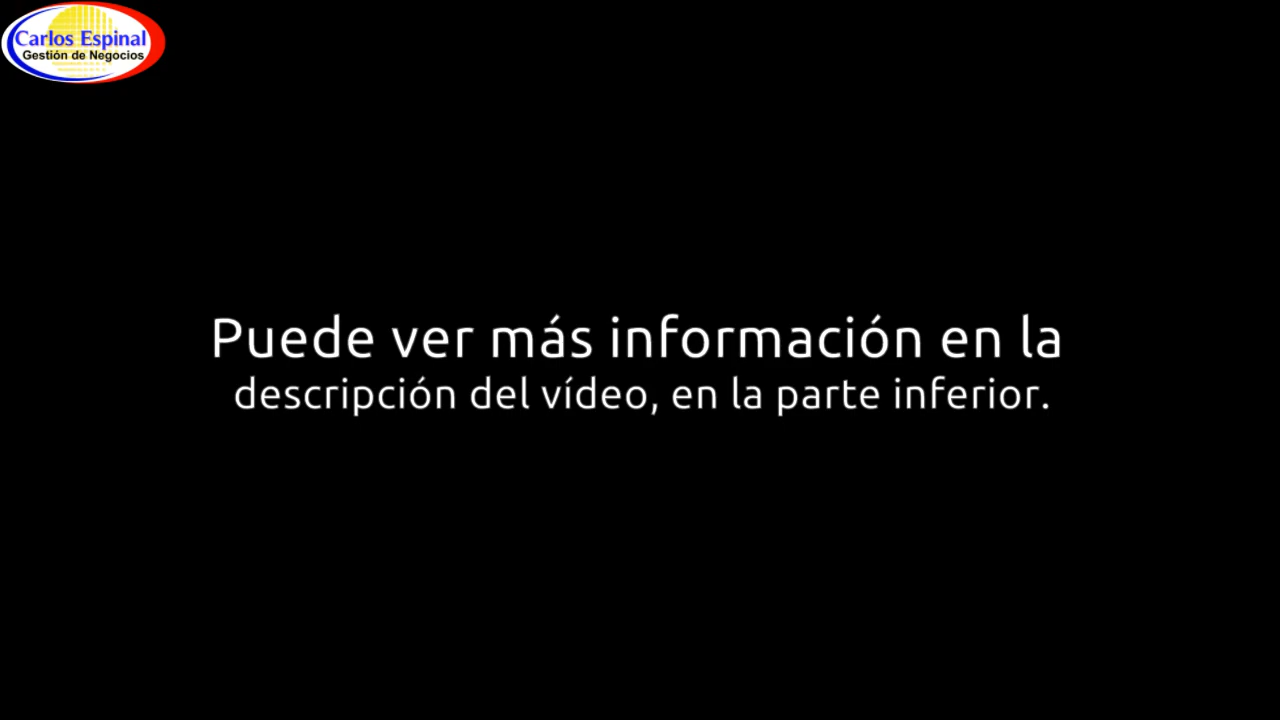 Carlos Espinal
Gestión de Negocios
Puede ver más información en la
descripción del vídeo, en la parte inferior.